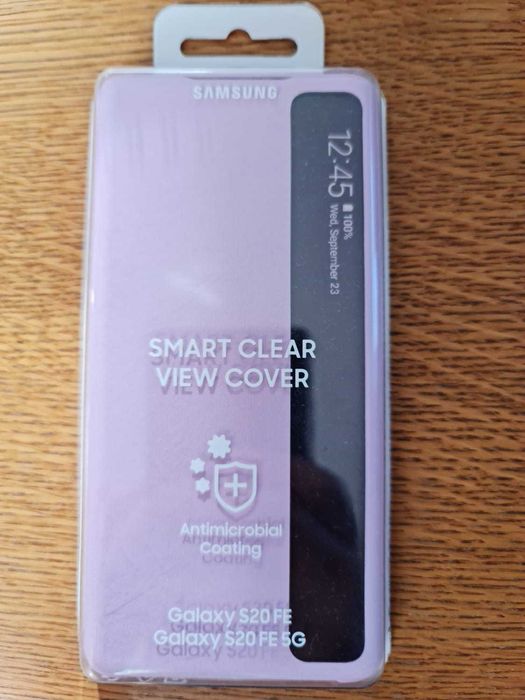 SAMSUNG
12:45
100%
Wed, September 23
SMART CLEAR
VIEW COVER
Antimicrobial
Coating
Galaxy S20 FE
Galaxy S20 FE 5G